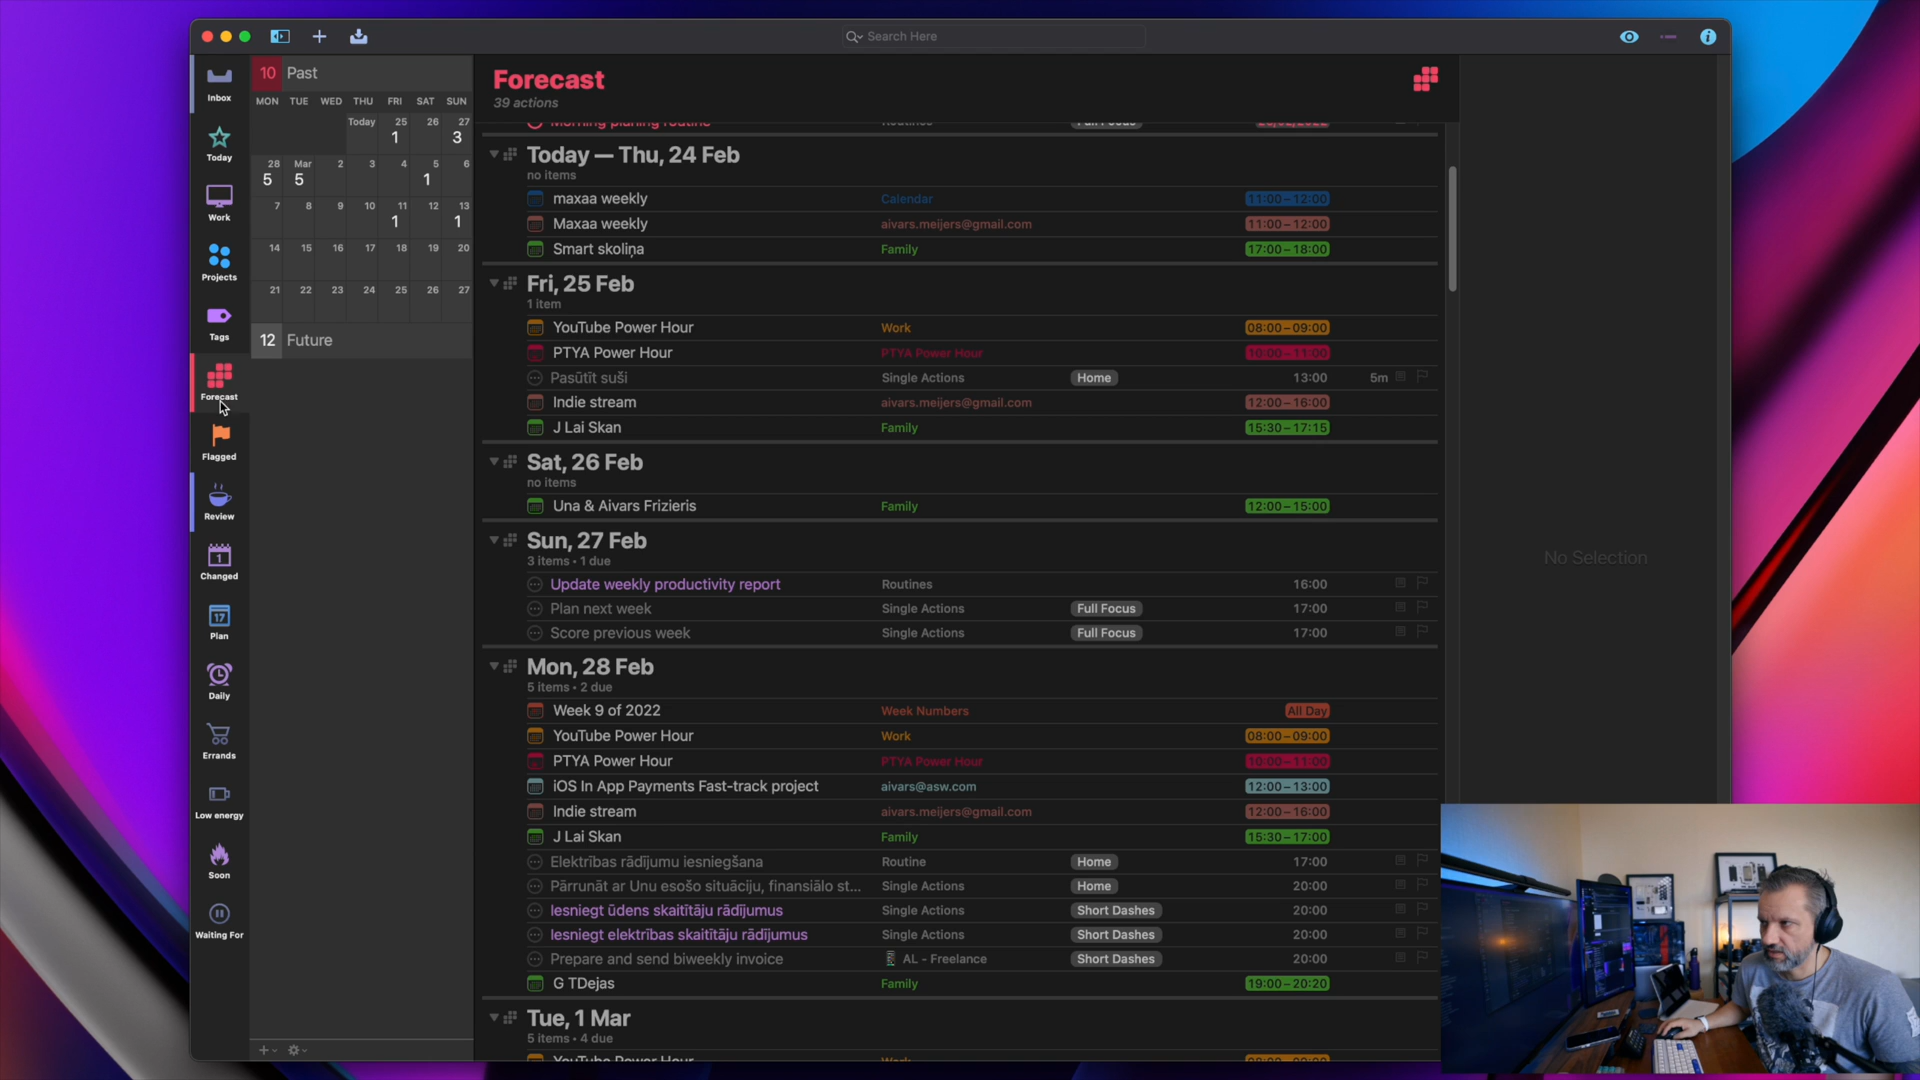 Search Here
Inbox
Today
Work
Projects
Tags
Forecast
Flagged
Review
1
Changed
17
Plan
Daily
Errands
Low energy
Soon
Waiting For
10 Past
MON TUE WED THU FRI SAT SUN
Today 25 26 27
1 3
28 Mar 2 3 4 5 6
5 5 1
7 8 9 10 11 12 13
1 1
14 15 16 17 18 19 20
21 22 23 24 25 26 27
12 Future
Forecast
39 actions
Morning planing routine Routines Full Focus
Today — Thu, 24 Feb
no items
maxaa weekly Calendar 11:00–12:00
Maxaa weekly aivars.meijers@gmail.com 11:00–12:00
Smart skoliņa Family 17:00–18:00
Fri, 25 Feb
1 item
YouTube Power Hour Work 08:00–09:00
PTYA Power Hour PTYA Power Hour 10:00–11:00
Pasūtīt suši Single Actions Home 13:00 5m
Indie stream aivars.meijers@gmail.com 12:00–16:00
J Lai Skan Family 15:30–17:15
Sat, 26 Feb
no items
Una & Aivars Frizieris Family 12:00–15:00
Sun, 27 Feb
3 items • 1 due
Update weekly productivity report Routines 16:00
Plan next week Single Actions Full Focus 17:00
Score previous week Single Actions Full Focus 17:00
Mon, 28 Feb
5 items • 2 due
Week 9 of 2022 Week Numbers All Day
YouTube Power Hour Work 08:00–09:00
PTYA Power Hour PTYA Power Hour 10:00–11:00
iOS In App Payments Fast-track project aivars@asw.com 12:00–13:00
Indie stream aivars.meijers@gmail.com 12:00–16:00
J Lai Skan Family 15:30–17:00
Elektrības rādījumu iesniegšana Routine Home 17:00
Pārrunāt ar Unu esošo situāciju, finansiālo st... Single Actions Home 20:00
Iesniegt ūdens skaitītāju rādījumus Single Actions Short Dashes 20:00
Iesniegt elektrības skaitītāju rādījumus Single Actions Short Dashes 20:00
Prepare and send biweekly invoice AL - Freelance Short Dashes 20:00
G TDejas Family 19:00–20:20
Tue, 1 Mar
5 items • 4 due
YouTube Power Hour Work 08:00–09:00
No Selection